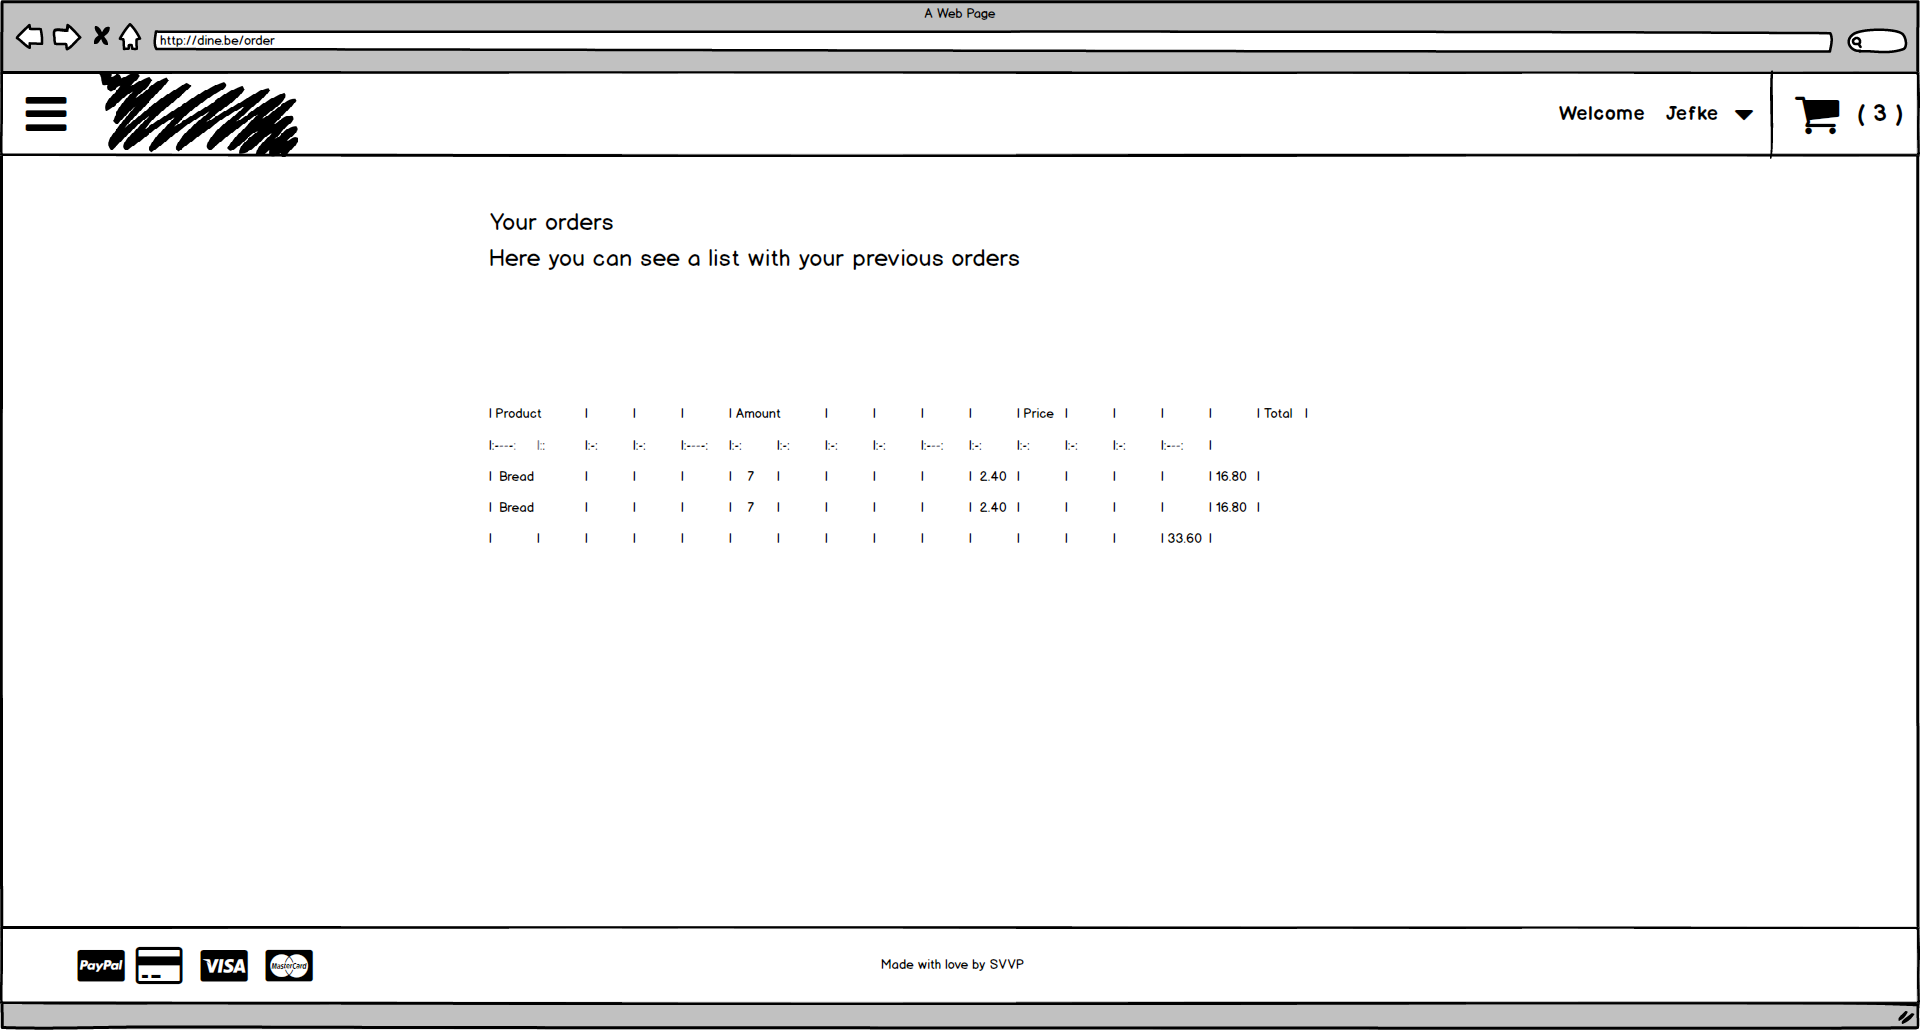 A Web Page
http://dine.be/order
Welcome Jefke ( 3 )
Your orders
Here you can see a list with your previous orders
| Product | | | | Amount | | | | | Price | | | | | Total |
|:----: |:: |:-: |:-: |:----: |:-: |:-: |:-: |:-: |:---: |:-: |:-: |:-: |:-: |:---: |
| Bread | | | | 7 | | | | | 2.40 | | | | | 16.80 |
| Bread | | | | 7 | | | | | 2.40 | | | | | 16.80 |
| | | | | | | | | | | | | | | 33.60 |
PayPal VISA MasterCard Made with love by SVVP